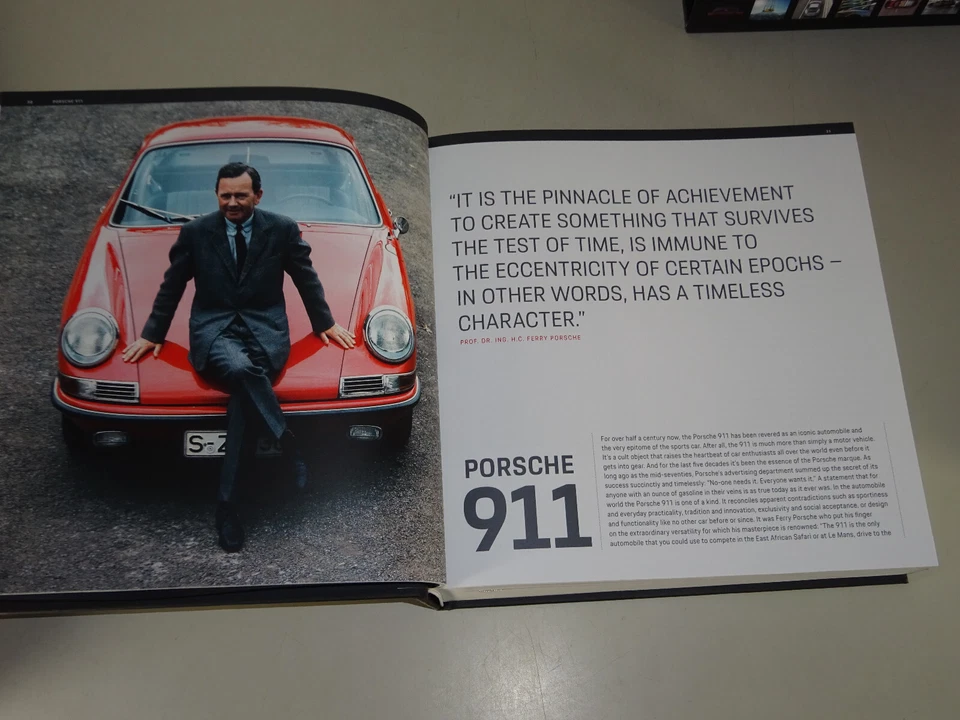 PORSCHE 911
S-Z
"IT IS THE PINNACLE OF ACHIEVEMENT
TO CREATE SOMETHING THAT SURVIVES
THE TEST OF TIME, IS IMMUNE TO
THE ECCENTRICITY OF CERTAIN EPOCHS –
IN OTHER WORDS, HAS A TIMELESS
CHARACTER."
PROF. DR. ING. H.C. FERRY PORSCHE
PORSCHE
911
For over half a century now, the Porsche 911 has been revered as an iconic automobile and
the very epitome of the sports car. After all, the 911 is much more than simply a motor vehicle.
It's a cult object that raises the heartbeat of car enthusiasts all over the world even before it
gets into gear. And for the last five decades it's been the essence of the Porsche marque. As
long ago as the mid-seventies, Porsche's advertising department summed up the secret of its
success succinctly and timelessly: "No-one needs it. Everyone wants it." A statement that for
anyone with an ounce of gasoline in their veins is as true today as it ever was. In the automobile
world the Porsche 911 is one of a kind. It reconciles apparent contradictions such as sportiness
and everyday practicality, tradition and innovation, exclusivity and social acceptance, or design
and functionality like no other car before or since. It was Ferry Porsche who put his finger
on the extraordinary versatility for which his masterpiece is renowned. "The 911 is the only
automobile that you could use to compete in the East African Safari or at Le Mans, drive to the